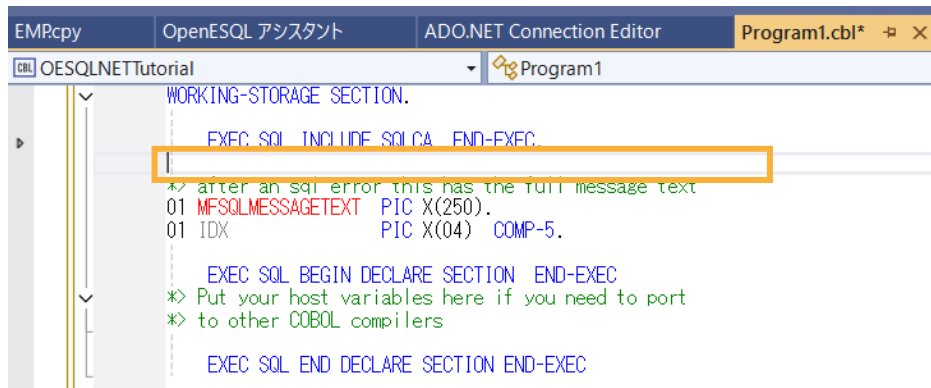 EMP.cpy OpenESQL アシスタント ADO.NET Connection Editor Program1.cbl*
CBL OESQLNETTutorial Program1
WORKING-STORAGE SECTION.
EXEC SQL INCLUDE SQLCA END-EXEC.
*> after an sql error this has the full message text
01 MFSQLMESSAGETEXT PIC X(250).
01 IDX PIC X(04) COMP-5.
EXEC SQL BEGIN DECLARE SECTION END-EXEC
*> Put your host variables here if you need to port
*> to other COBOL compilers
EXEC SQL END DECLARE SECTION END-EXEC